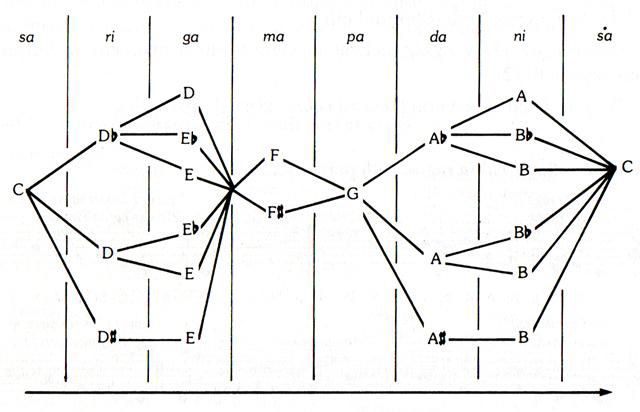 sa ri ga ma pa da ni ṡa
D A
D♭ E♭ A♭ B♭
F
E B
C F♯ G C
E♭ B♭
D A
E B
D♯ E A♯ B